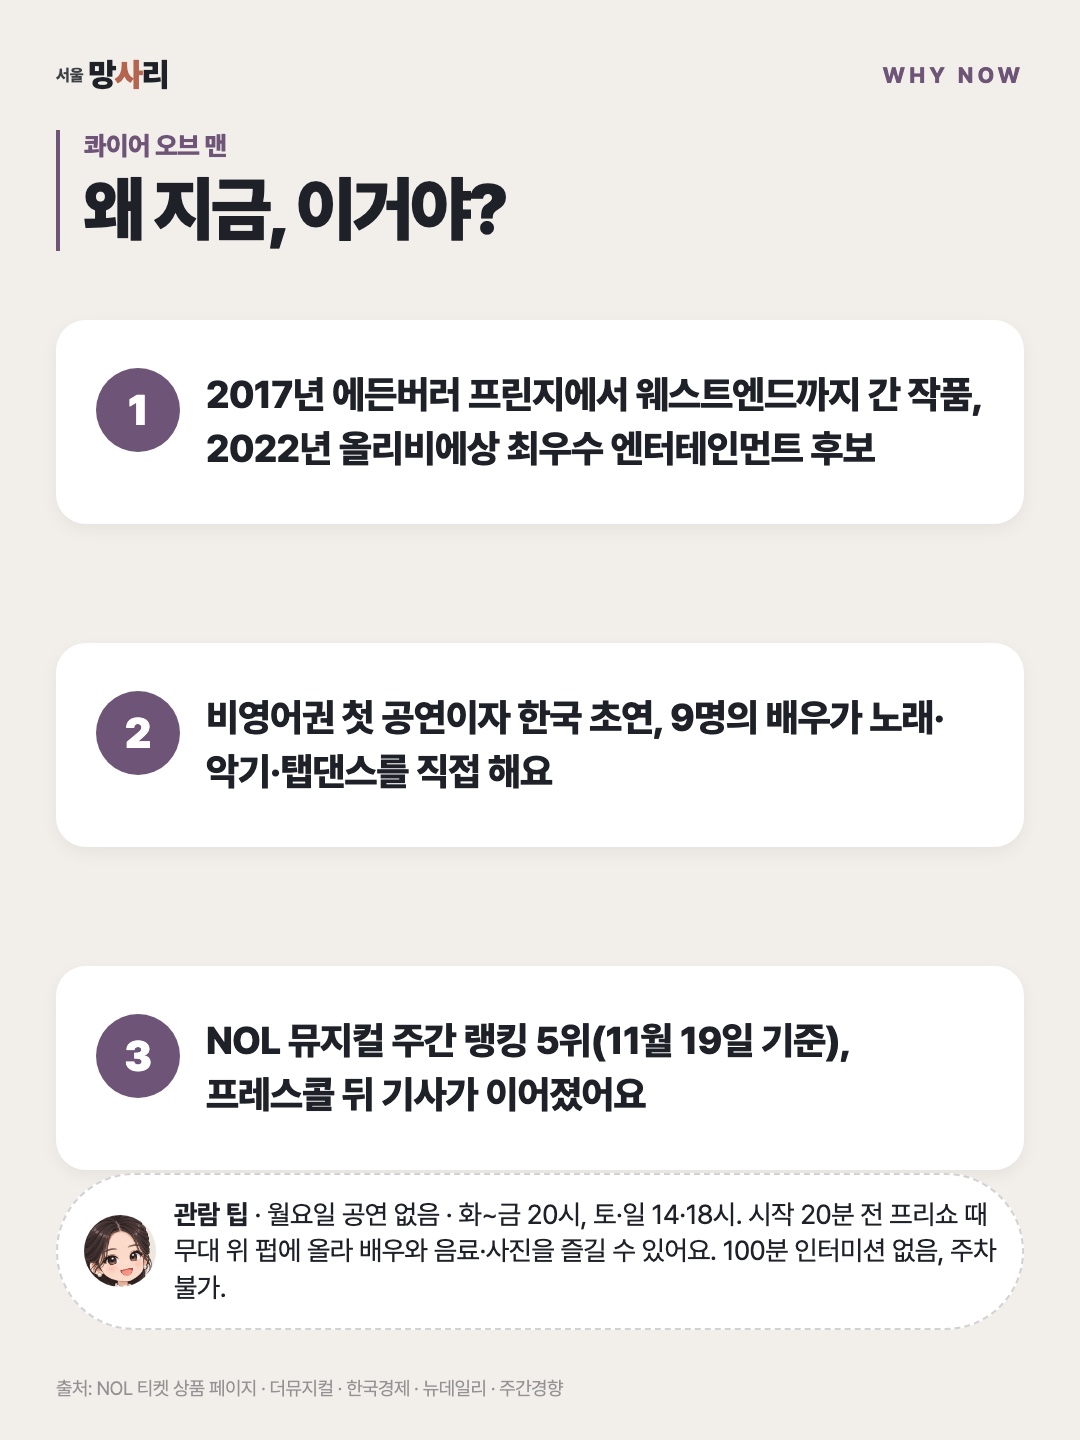 서울 망사리
WHY NOW
콰이어 오브 맨
왜 지금, 이거야?
1
2017년 에든버러 프린지에서 웨스트엔드까지 간 작품,
2022년 올리비에상 최우수 엔터테인먼트 후보
2
비영어권 첫 공연이자 한국 초연, 9명의 배우가 노래·
악기·탭댄스를 직접 해요
3
NOL 뮤지컬 주간 랭킹 5위(11월 19일 기준),
프레스콜 뒤 기사가 이어졌어요
관람 팁 · 월요일 공연 없음 · 화~금 20시, 토·일 14·18시. 시작 20분 전 프리쇼 때
무대 위 펍에 올라 배우와 음료·사진을 즐길 수 있어요. 100분 인터미션 없음, 주차
불가.
출처: NOL 티켓 상품 페이지 · 더뮤지컬 · 한국경제 · 뉴데일리 · 주간경향